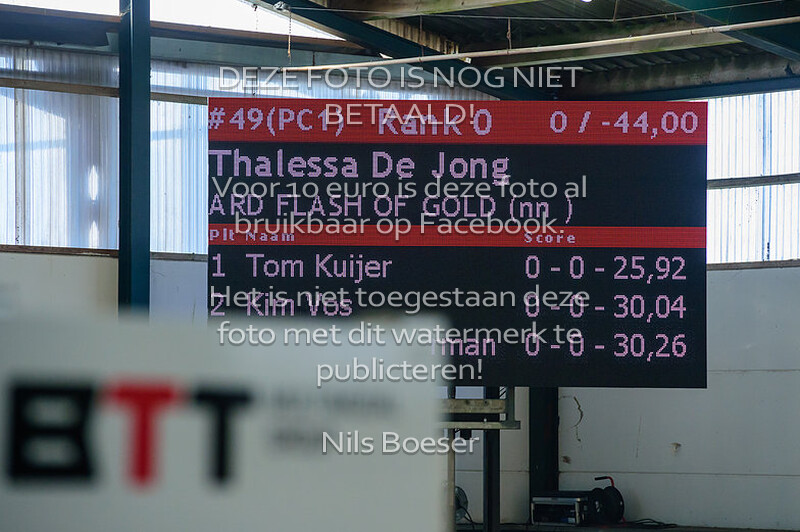 DEZE FOTO IS NOG NIET
BETAALD!
#49(PC1) Rank 0 0 / -44,00
Thalessa De Jong
Voor 10 euro is deze foto al
ARD FLASH OF GOLD (nn )
bruikbaar op Facebook.
Plt Naam Score
1 Tom Kuijer 0 - 0 - 25,92
Het is niet toegestaan deze
2 Kim Vos 0 - 0 - 30,04
foto met dit watermerk te
man 0 - 0 - 30,26
publiceren!
BTT
Nils Boeser